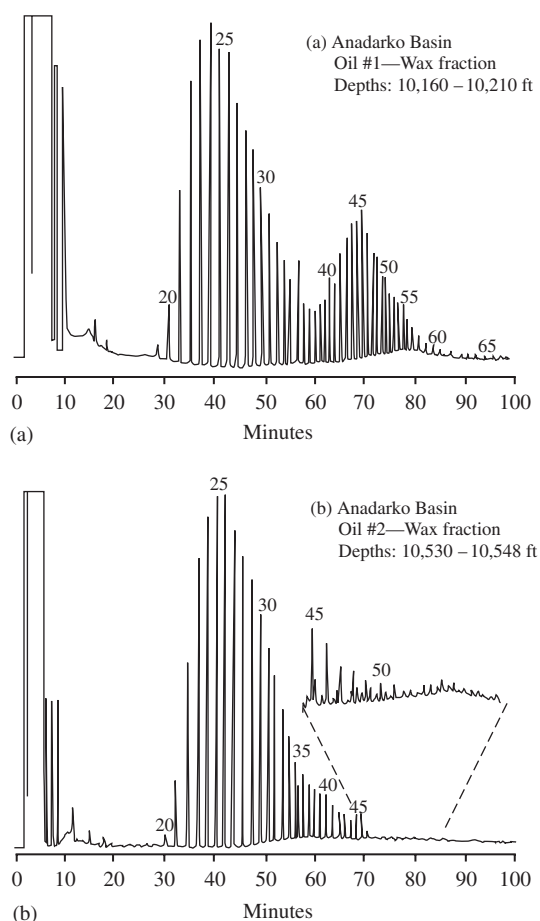 25
(a) Anadarko Basin
Oil #1—Wax fraction
Depths: 10,160 – 10,210 ft
30
45
20
40
50
55
60
65
0 10 20 30 40 50 60 70 80 90 100
(a)
Minutes
25
(b) Anadarko Basin
Oil #2—Wax fraction
Depths: 10,530 – 10,548 ft
30
45
50
35
40
45
20
0 10 20 30 40 50 60 70 80 90 100
(b)
Minutes